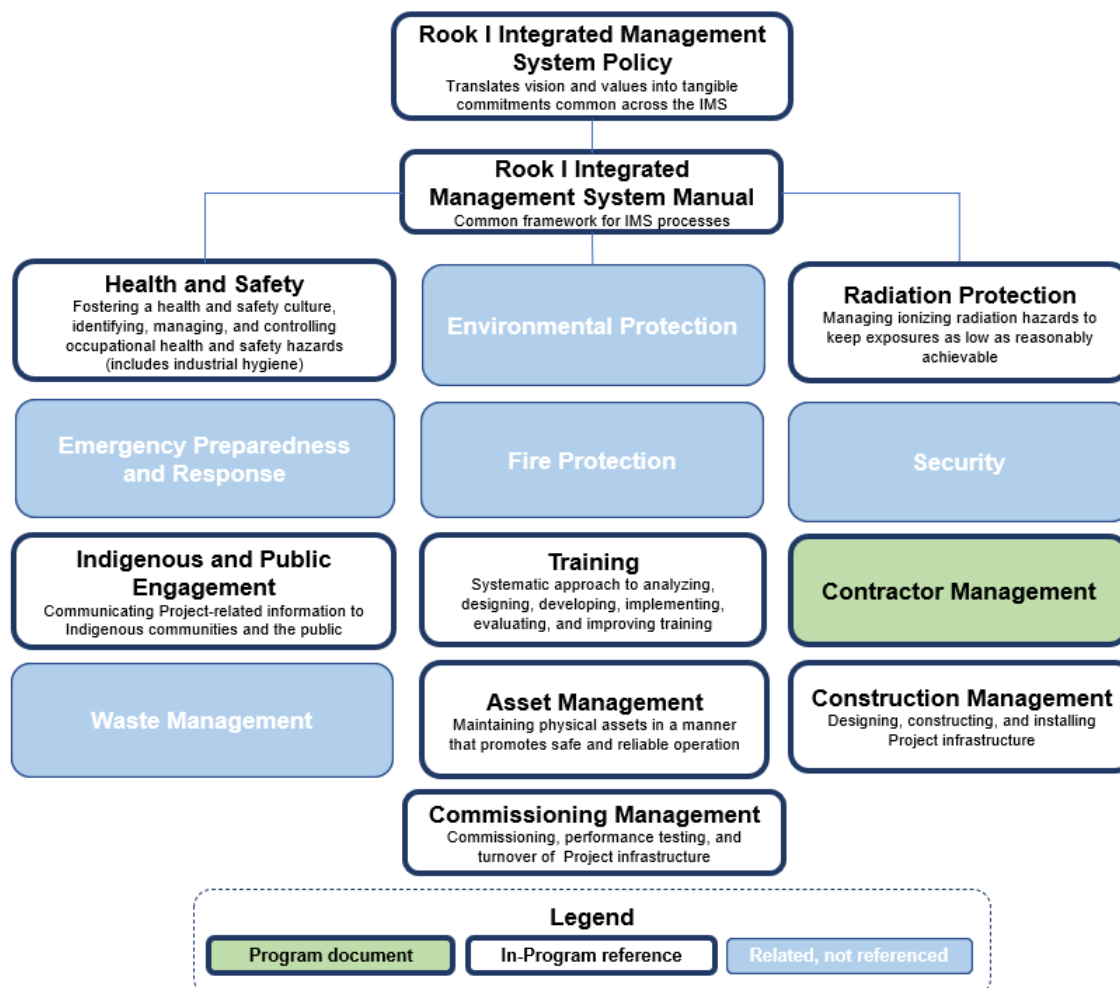 Rook I Integrated Management
System Policy
Translates vision and values into tangible
commitments common across the IMS
Rook I Integrated
Management System Manual
Common framework for IMS processes
Health and Safety
Fostering a health and safety culture,
identifying, managing, and controlling
occupational health and safety hazards
(includes industrial hygiene)
Environmental Protection
Radiation Protection
Managing ionizing radiation hazards to
keep exposures as low as reasonably
achievable
Emergency Preparedness
and Response
Fire Protection
Security
Indigenous and Public
Engagement
Communicating Project-related information to
Indigenous communities and the public
Training
Systematic approach to analyzing,
designing, developing, implementing,
evaluating, and improving training
Contractor Management
Waste Management
Asset Management
Maintaining physical assets in a manner
that promotes safe and reliable operation
Construction Management
Designing, constructing, and installing
Project infrastructure
Commissioning Management
Commissioning, performance testing, and
turnover of Project infrastructure
Legend
Program document
In-Program reference
Related, not referenced